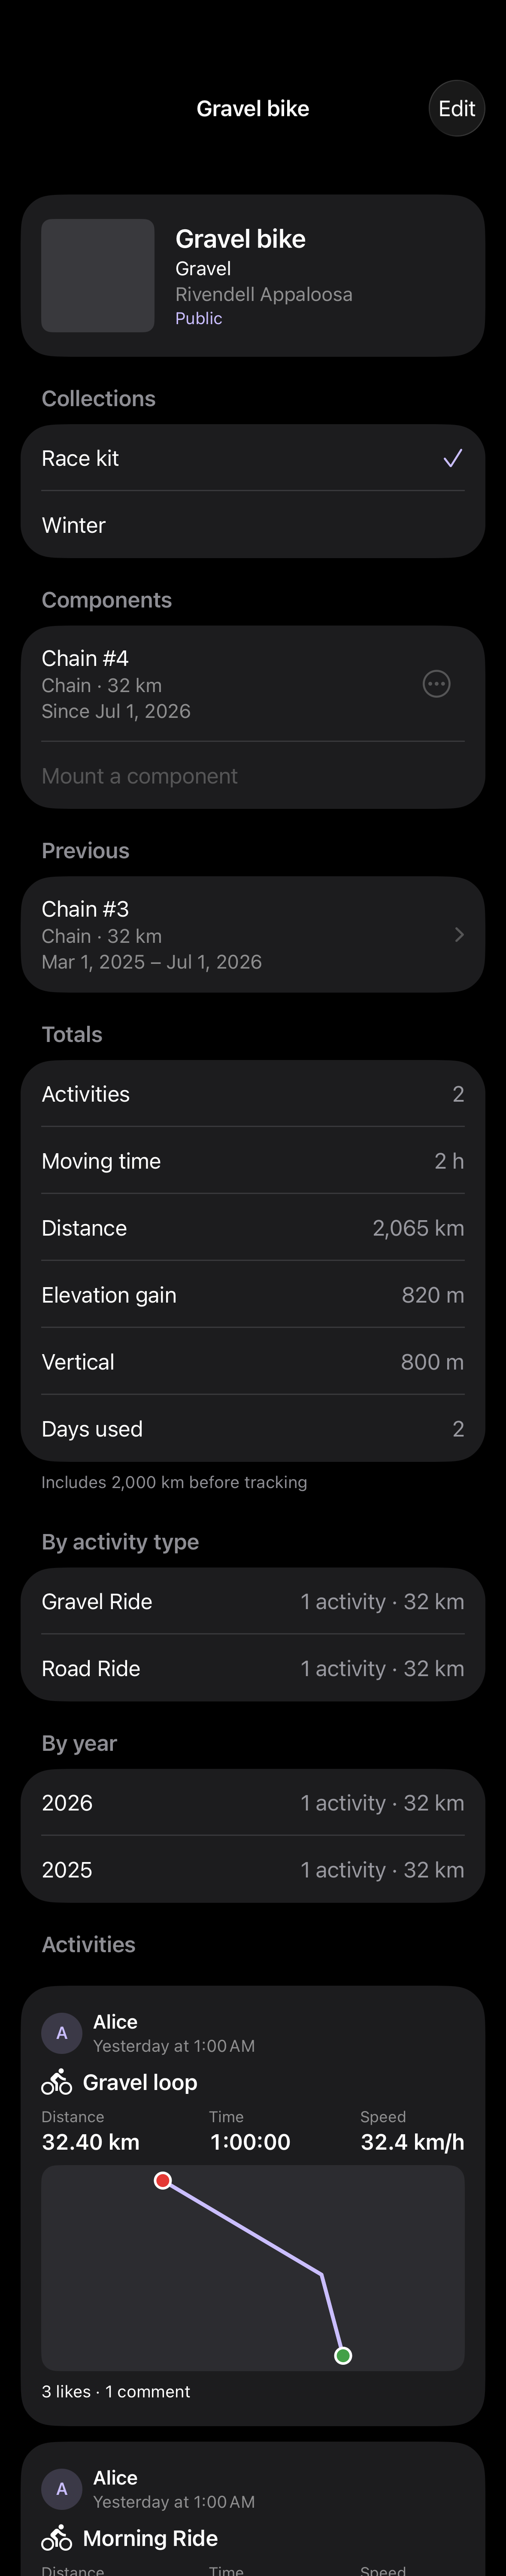 Gravel bike
Edit
Gravel bike
Gravel
Rivendell Appaloosa
Public
Collections
Race kit
Winter
Components
Chain #4
Chain · 32 km
Since Jul 1, 2026
Mount a component
Previous
Chain #3
Chain · 32 km
Mar 1, 2025 – Jul 1, 2026
Totals
Activities 2
Moving time 2 h
Distance 2,065 km
Elevation gain 820 m
Vertical 800 m
Days used 2
Includes 2,000 km before tracking
By activity type
Gravel Ride 1 activity · 32 km
Road Ride 1 activity · 32 km
By year
2026 1 activity · 32 km
2025 1 activity · 32 km
Activities
A
Alice
Yesterday at 1:00 AM
Gravel loop
Distance Time Speed
32.40 km 1:00:00 32.4 km/h
3 likes · 1 comment
A
Alice
Yesterday at 1:00 AM
Morning Ride
Distance Time Speed